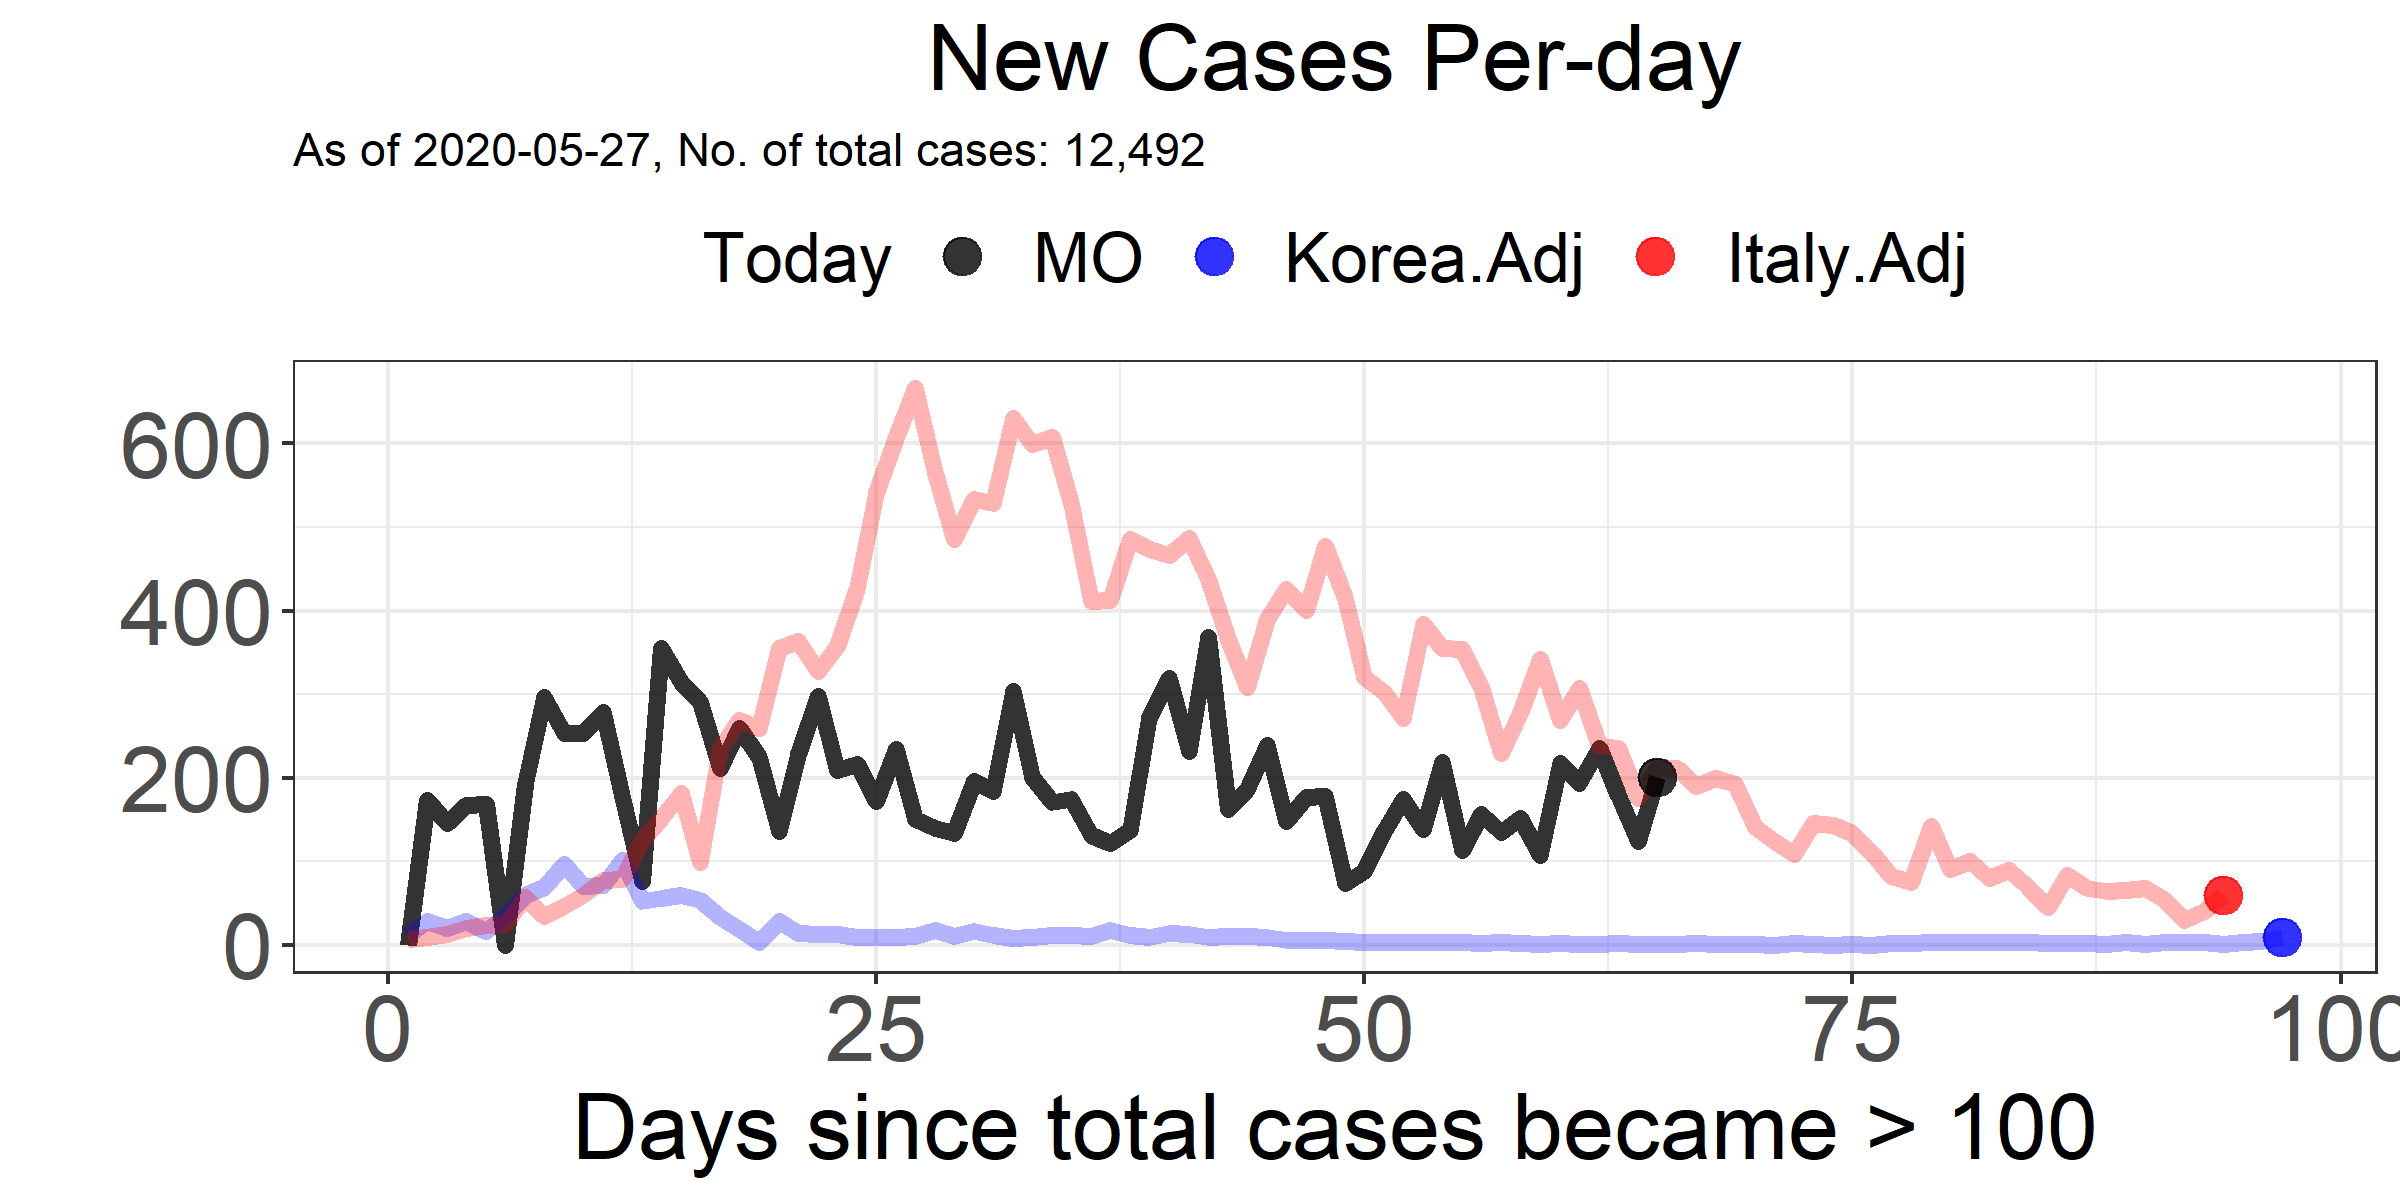 New Cases Per-day
As of 2020-05-27, No. of total cases: 12,492
Today MO Korea.Adj Italy.Adj
600
400
200
0
0 25 50 75 100
Days since total cases became > 100